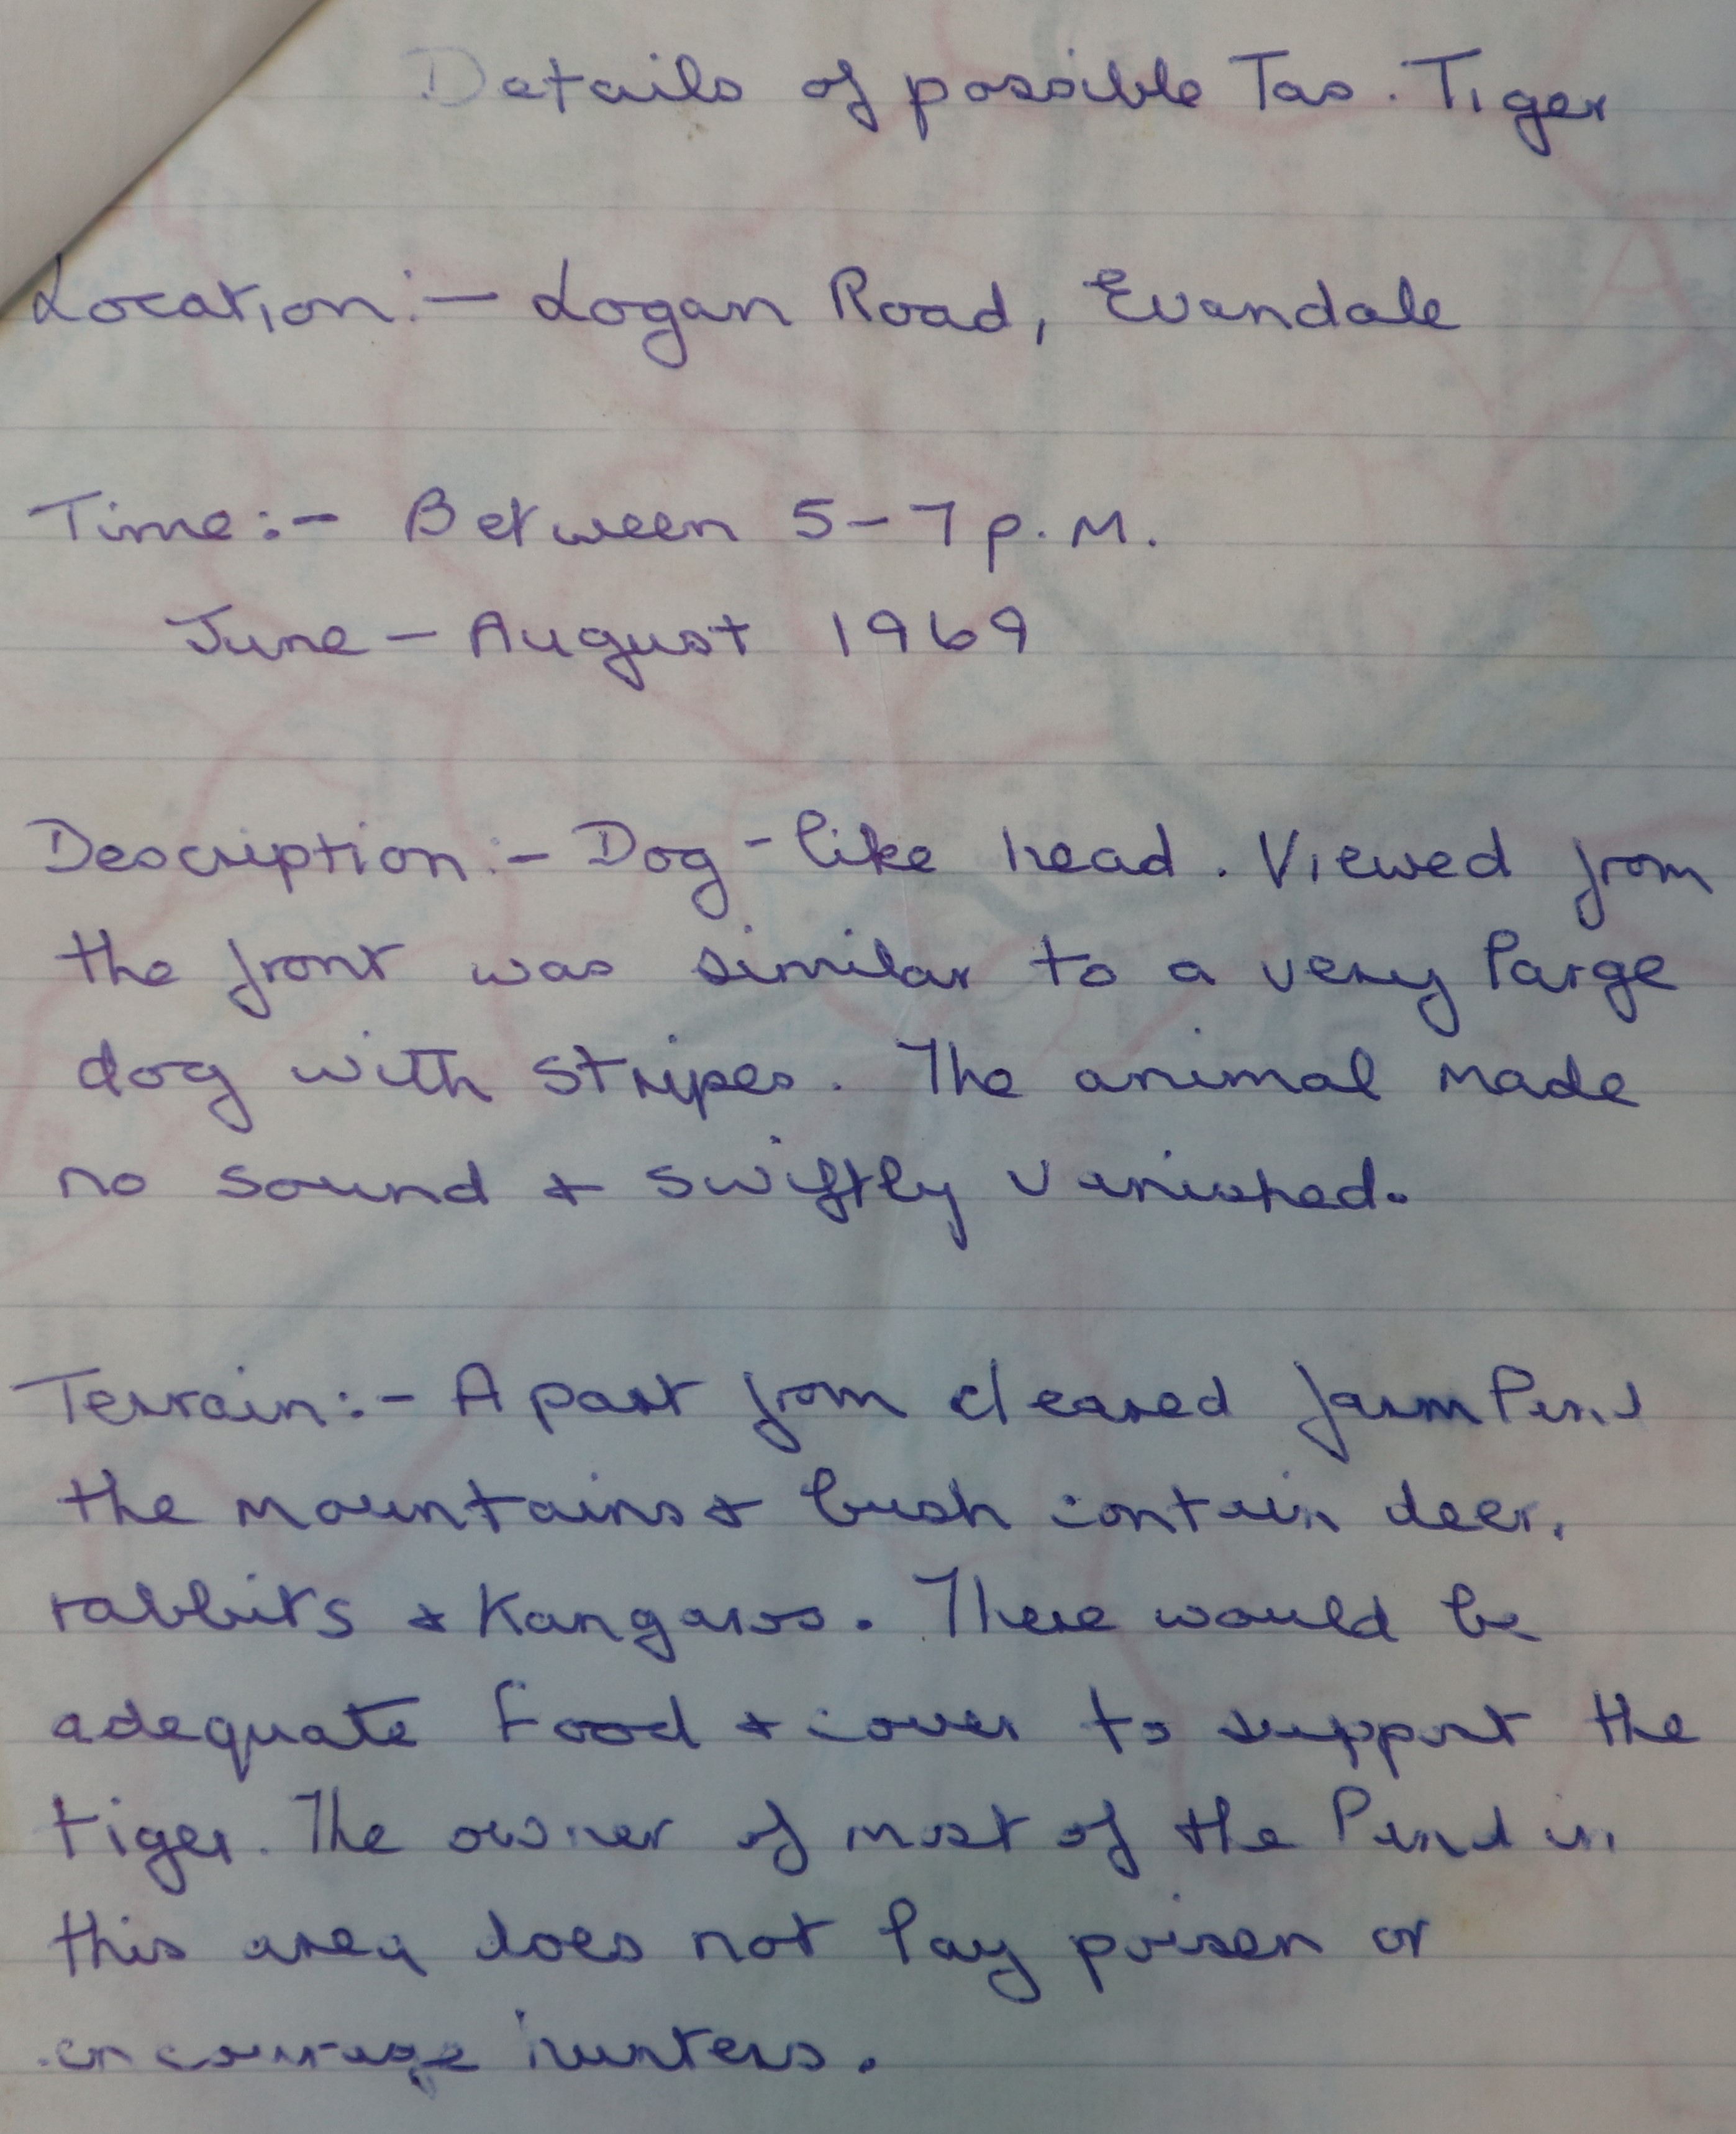 Details of possible Tas. Tiger
Location:- Logan Road, Evandale
Time:- Between 5-7 p.M.
June - August 1969
Description:- Dog-like head. Viewed from
the front was similar to a very large
dog with stripes. The animal made
no sound & swiftly vanished.
Terrain:- Apart from cleared farm land
the mountains & bush contain deer,
rabbits & Kangaroos. There would be
adequate food & cover to support the
tiger. The owner of most of the land in
this area does not lay poison or
encourage hunters.